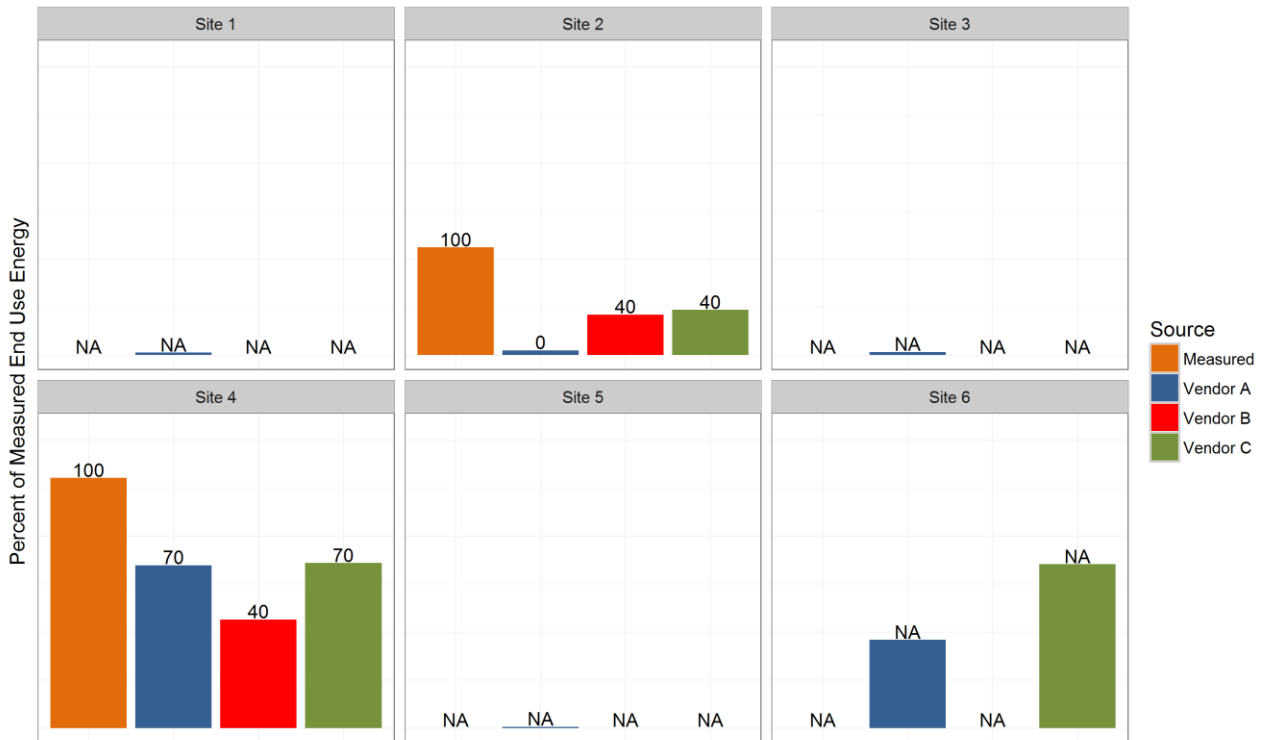 Site 1
Site 2
Site 3
Percent of Measured End Use Energy
NA NA NA NA
100 0 40 40
NA NA NA NA
Site 4
Site 5
Site 6
100 70 40 70
NA NA NA NA
NA NA NA NA
Source
Measured
Vendor A
Vendor B
Vendor C